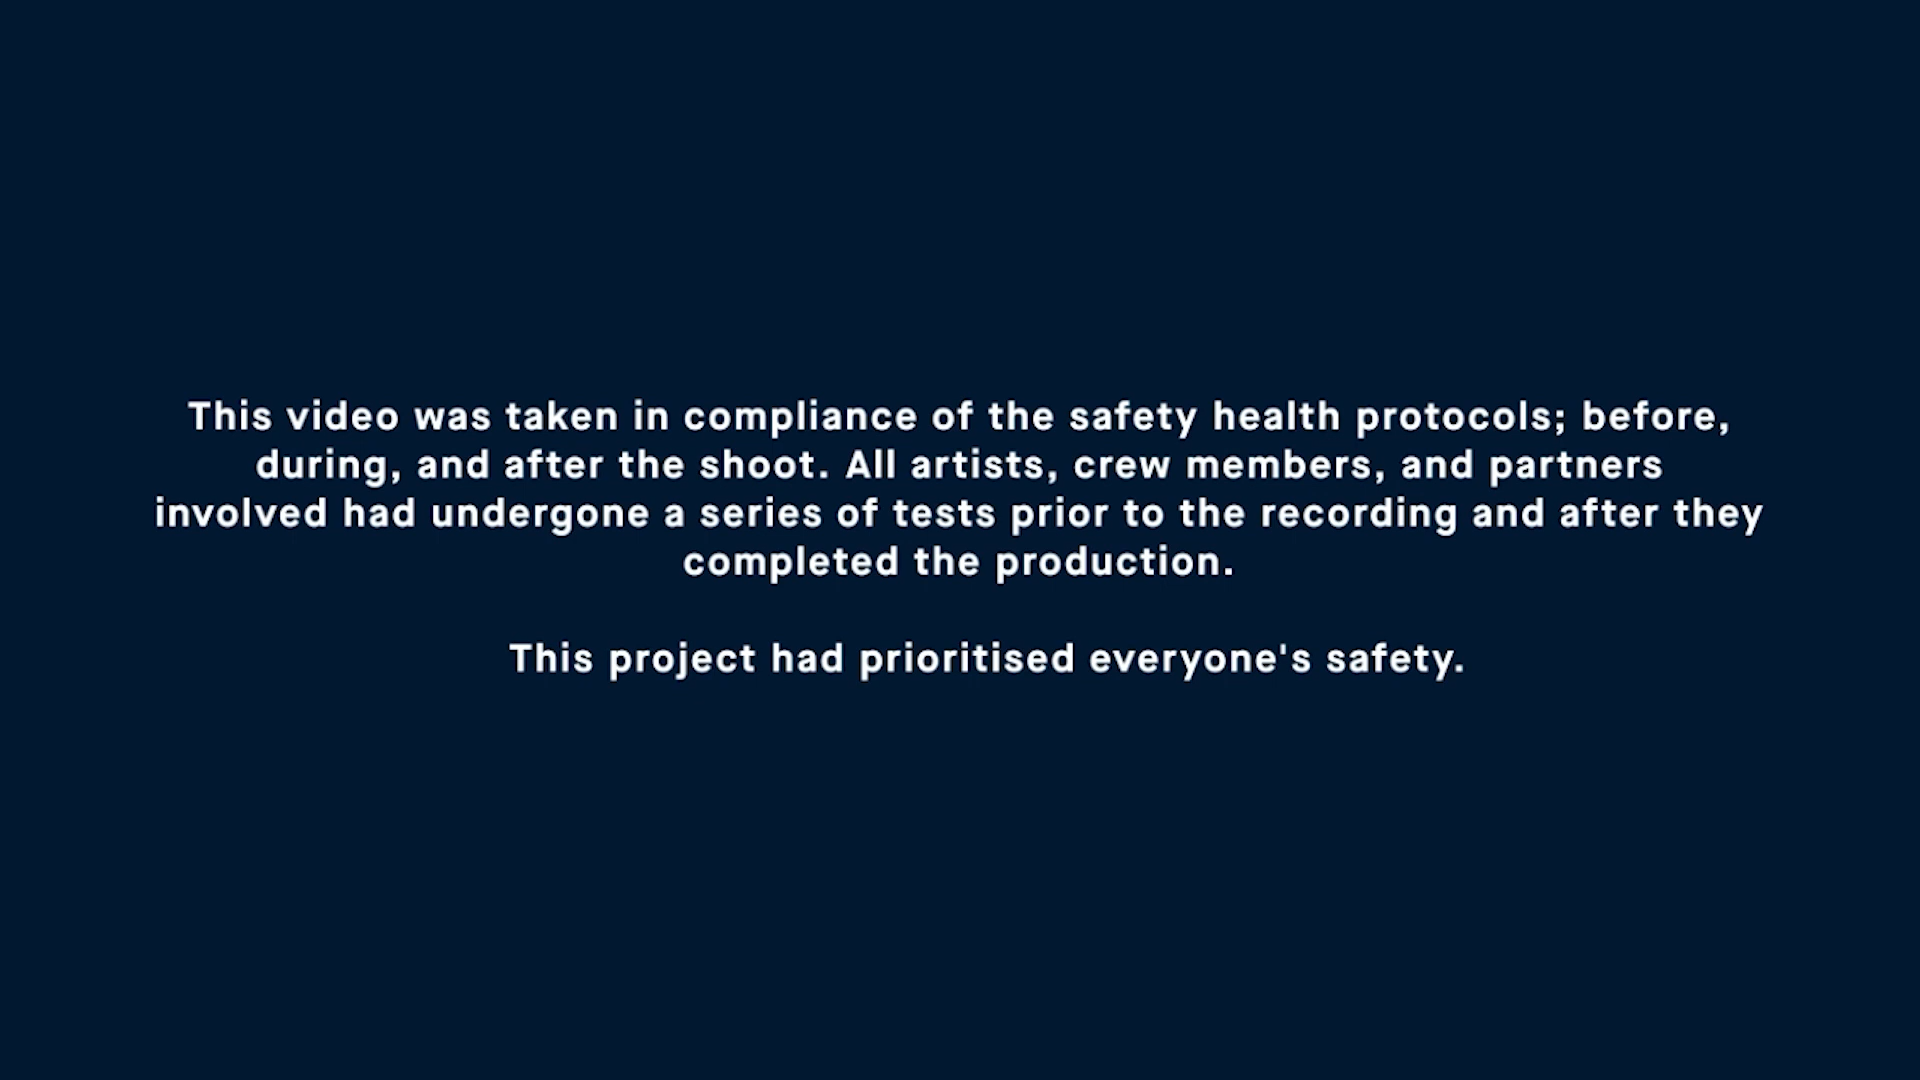 This video was taken in compliance of the safety health protocols; before,
during, and after the shoot. All artists, crew members, and partners
involved had undergone a series of tests prior to the recording and after they
completed the production.
This project had prioritised everyone's safety.